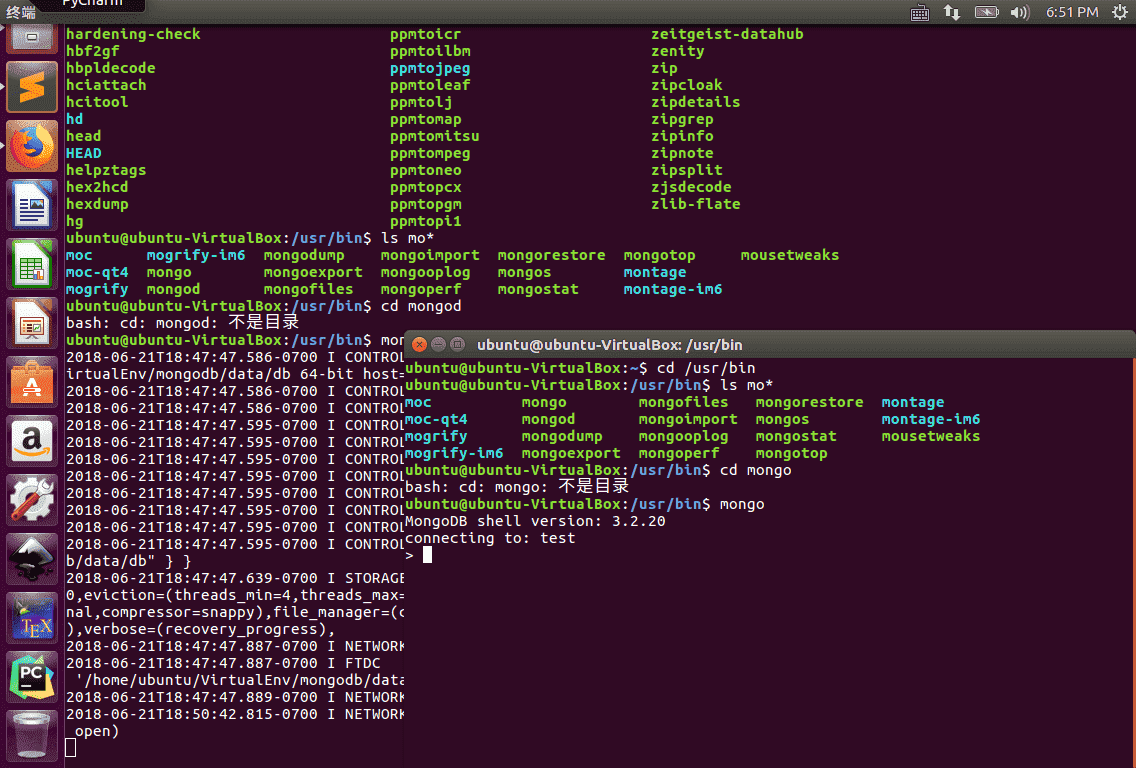 终端
PyCharm
6:51 PM
hardening-check ppmtoicr zeitgeist-datahub
hbf2gf ppmtoilbm zenity
hbpldecode ppmtojpeg zip
hciattach ppmtoleaf zipcloak
hcitool ppmtolj zipdetails
hd ppmtomap zipgrep
head ppmtomitsu zipinfo
HEAD ppmtompeg zipnote
helpztags ppmtoneo zipsplit
hex2hcd ppmtopcx zjsdecode
hexdump ppmtopgm zlib-flate
hg ppmtopi1
ubuntu@ubuntu-VirtualBox:/usr/bin$ ls mo*
moc mogrify-im6 mongodump mongoimport mongorestore mongotop mousetweaks
moc-qt4 mongo mongoexport mongooplog mongos montage
mogrify mongod mongofiles mongoperf mongostat montage-im6
ubuntu@ubuntu-VirtualBox:/usr/bin$ cd mongod
bash: cd: mongod: 不是目录
ubuntu@ubuntu-VirtualBox:/usr/bin$ mon
2018-06-21T18:47:47.586-0700 I CONTROL
irtualEnv/mongodb/data/db 64-bit host=
2018-06-21T18:47:47.586-0700 I CONTROL
2018-06-21T18:47:47.586-0700 I CONTROL
2018-06-21T18:47:47.595-0700 I CONTROL
2018-06-21T18:47:47.595-0700 I CONTROL
2018-06-21T18:47:47.595-0700 I CONTROL
2018-06-21T18:47:47.595-0700 I CONTROL
2018-06-21T18:47:47.595-0700 I CONTROL
2018-06-21T18:47:47.595-0700 I CONTROL
2018-06-21T18:47:47.595-0700 I CONTROL
2018-06-21T18:47:47.595-0700 I CONTROL
b/data/db" } }
2018-06-21T18:47:47.639-0700 I STORAGE
0,eviction=(threads_min=4,threads_max=
nal,compressor=snappy),file_manager=(c
),verbose=(recovery_progress),
2018-06-21T18:47:47.887-0700 I NETWORK
2018-06-21T18:47:47.887-0700 I FTDC
'/home/ubuntu/VirtualEnv/mongodb/data
2018-06-21T18:47:47.889-0700 I NETWORK
2018-06-21T18:50:42.815-0700 I NETWORK
open)
ubuntu@ubuntu-VirtualBox: /usr/bin
ubuntu@ubuntu-VirtualBox:~$ cd /usr/bin
ubuntu@ubuntu-VirtualBox:/usr/bin$ ls mo*
moc mongo mongofiles mongorestore montage
moc-qt4 mongod mongoimport mongos montage-im6
mogrify mongodump mongooplog mongostat mousetweaks
mogrify-im6 mongoexport mongoperf mongotop
ubuntu@ubuntu-VirtualBox:/usr/bin$ cd mongo
bash: cd: mongo: 不是目录
ubuntu@ubuntu-VirtualBox:/usr/bin$ mongo
MongoDB shell version: 3.2.20
connecting to: test
>
A
a
TEX
PC